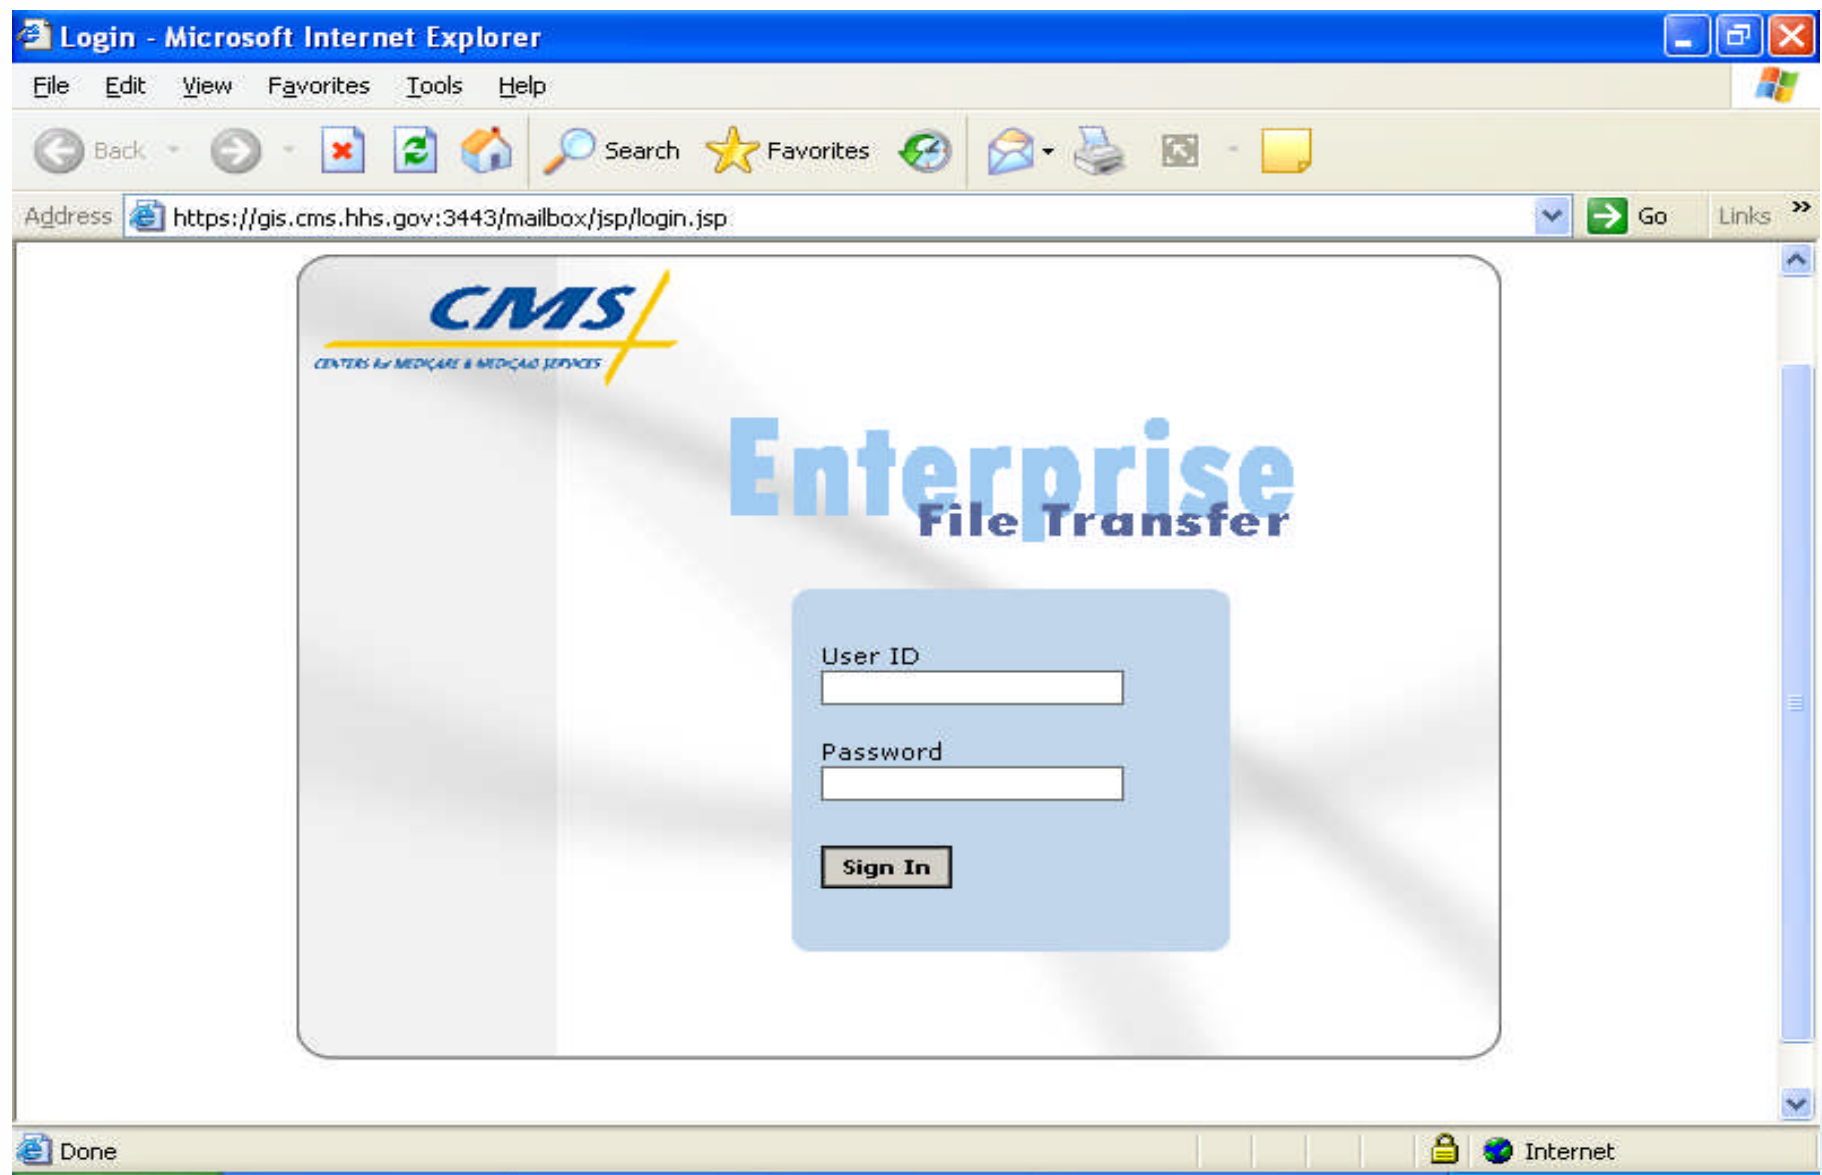 Login - Microsoft Internet Explorer
File Edit View Favorites Tools Help
Back Search Favorites
Address https://gis.cms.hhs.gov:3443/mailbox/jsp/login.jsp Go Links »
CMS
CENTERS for MEDICARE & MEDICAID SERVICES
Enterprise
File Transfer
User ID
Password
Sign In
Done Internet